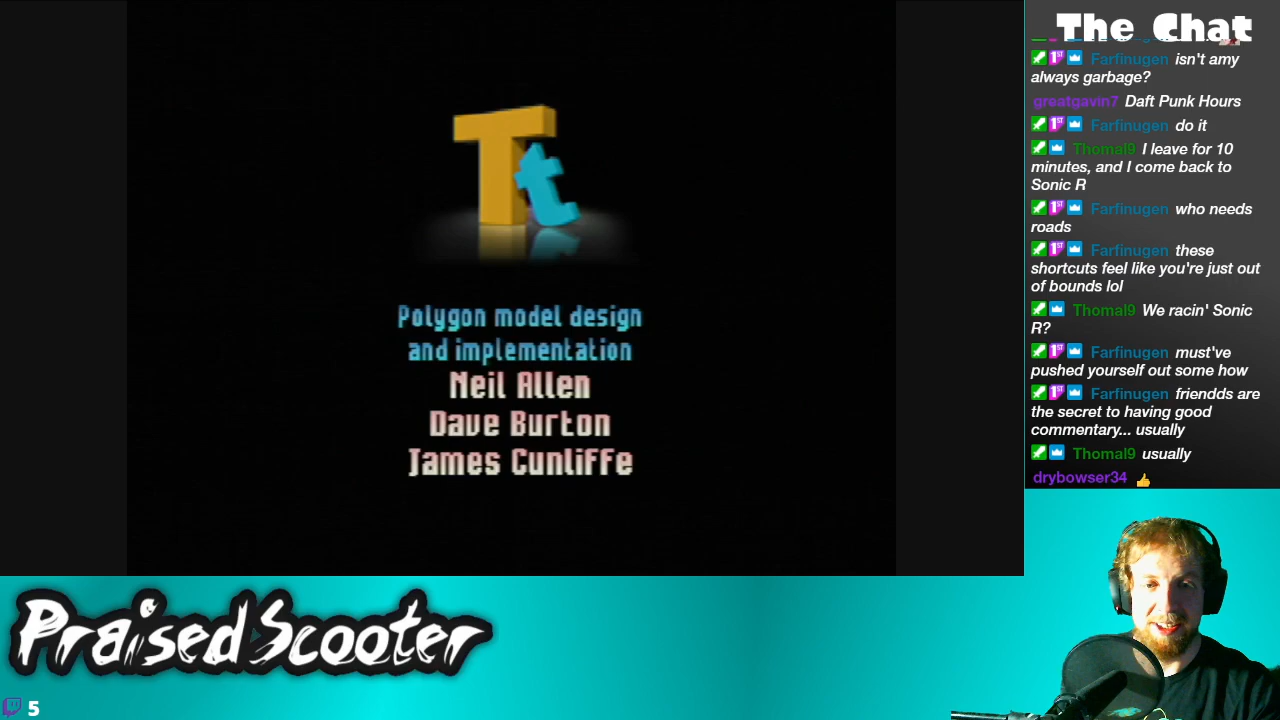 Tt
Polygon model design
and implementation
Neil Allen
Dave Burton
James Cunliffe
The Chat
Farfinugen isn't amy
always garbage?
greatgavin7 Daft Punk Hours
Farfinugen do it
Thomal9 I leave for 10
minutes, and I come back to
Sonic R
Farfinugen who needs
roads
Farfinugen these
shortcuts feel like you're just out
of bounds lol
Thomal9 We racin' Sonic
R?
Farfinugen must've
pushed yourself out some how
Farfinugen friendds are
the secret to having good
commentary... usually
Thomal9 usually
drybowser34
PraisedScooter
5